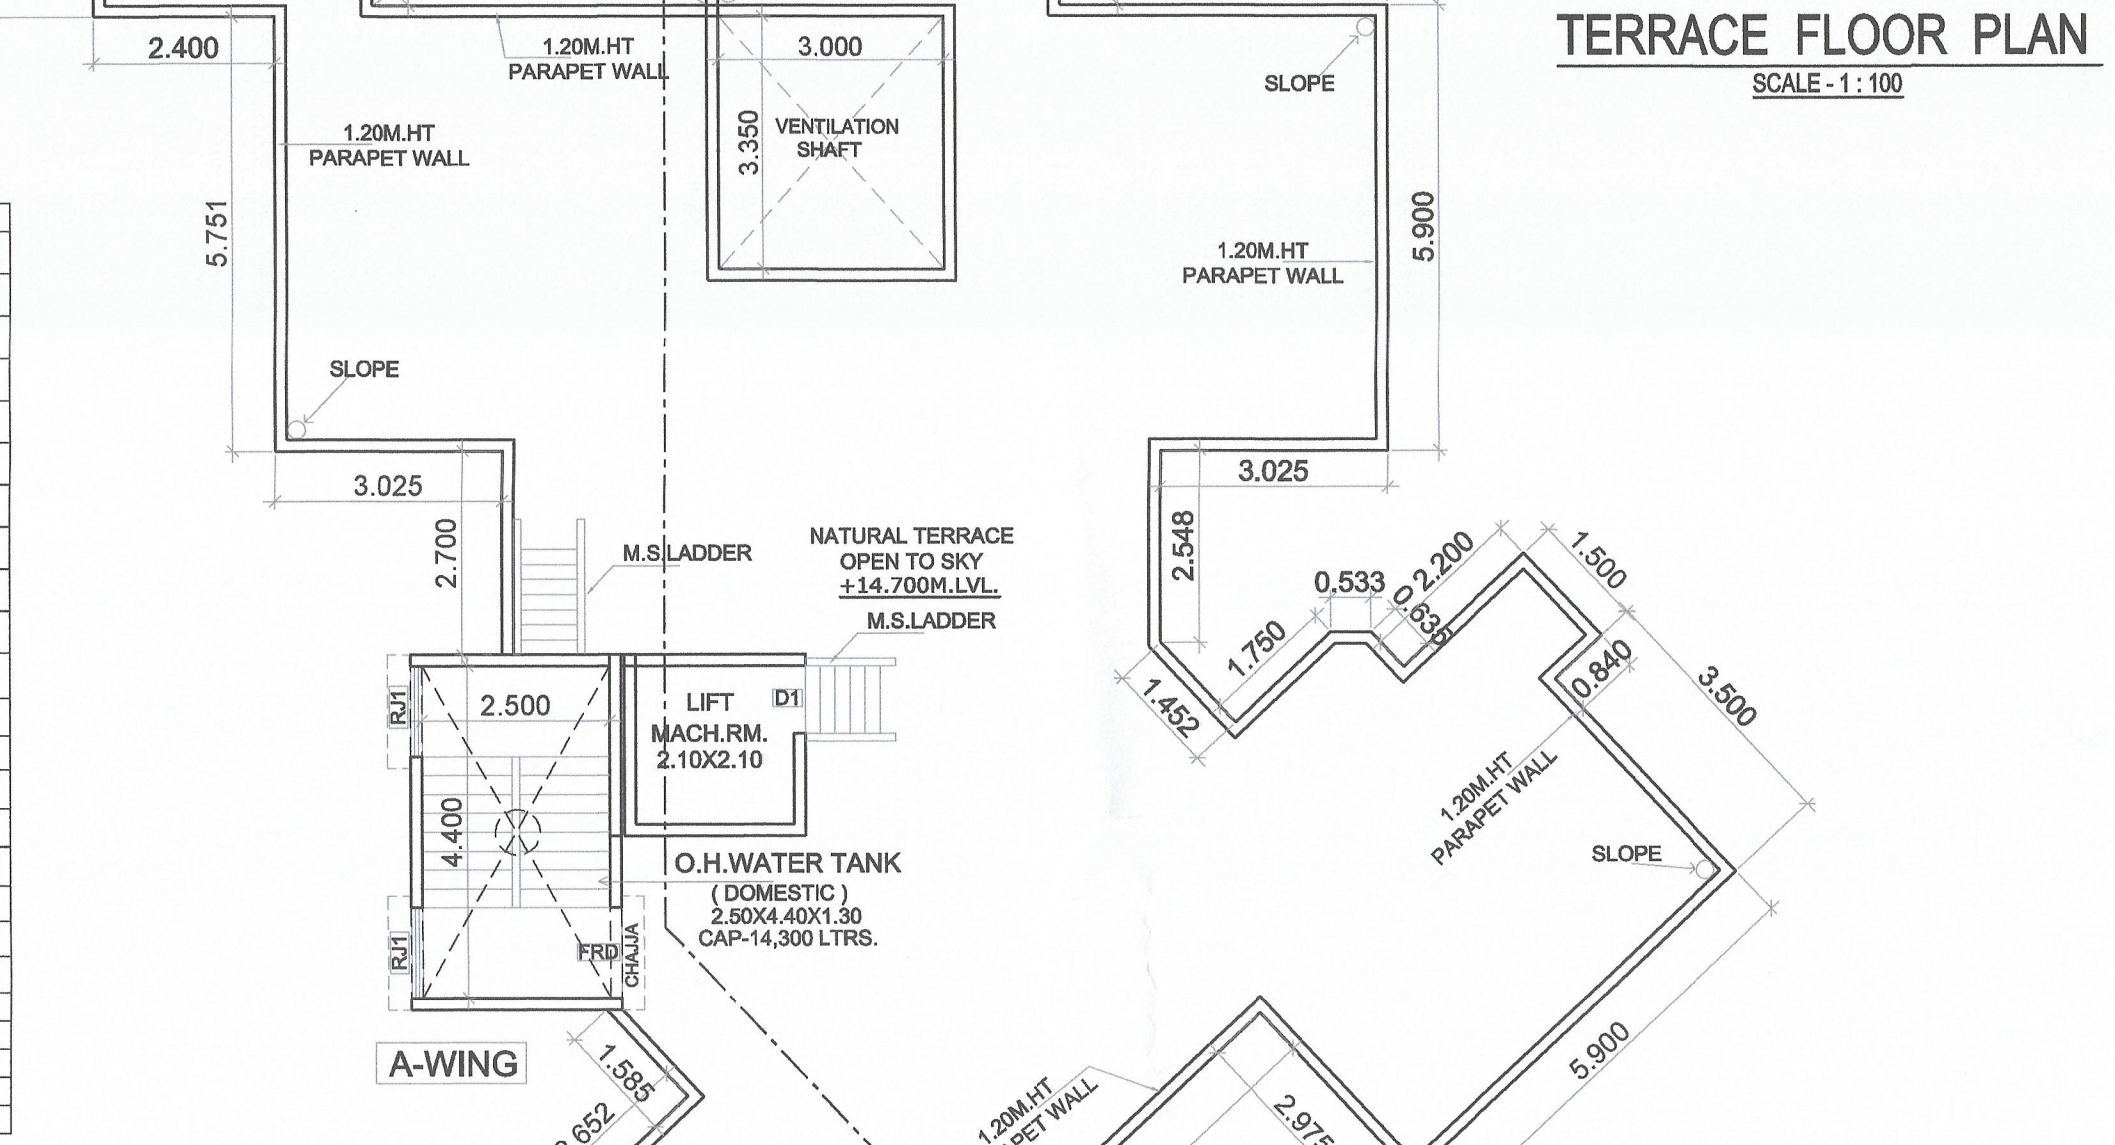 TERRACE FLOOR PLAN
SCALE - 1 : 100
2.400
1.20M.HT
PARAPET WALL
3.000
SLOPE
1.20M.HT
PARAPET WALL
3.350
VENTILATION
SHAFT
5.751
5.900
1.20M.HT
PARAPET WALL
SLOPE
3.025
3.025
2.700
M.S.LADDER
NATURAL TERRACE
OPEN TO SKY
+14.700M.LVL.
M.S.LADDER
2.548
0.533
0.635
2.200
1.500
1.750
1.452
0.840
3.500
RJ1
2.500
LIFT
MACH.RM.
2.10X2.10
D1
1.20M.HT
PARAPET WALL
4.400
SLOPE
O.H.WATER TANK
( DOMESTIC )
2.50X4.40X1.30
CAP-14,300 LTRS.
RJ1
FRD
CHAJJA
A-WING
1.585
5.900
1.20M.HT
2.975